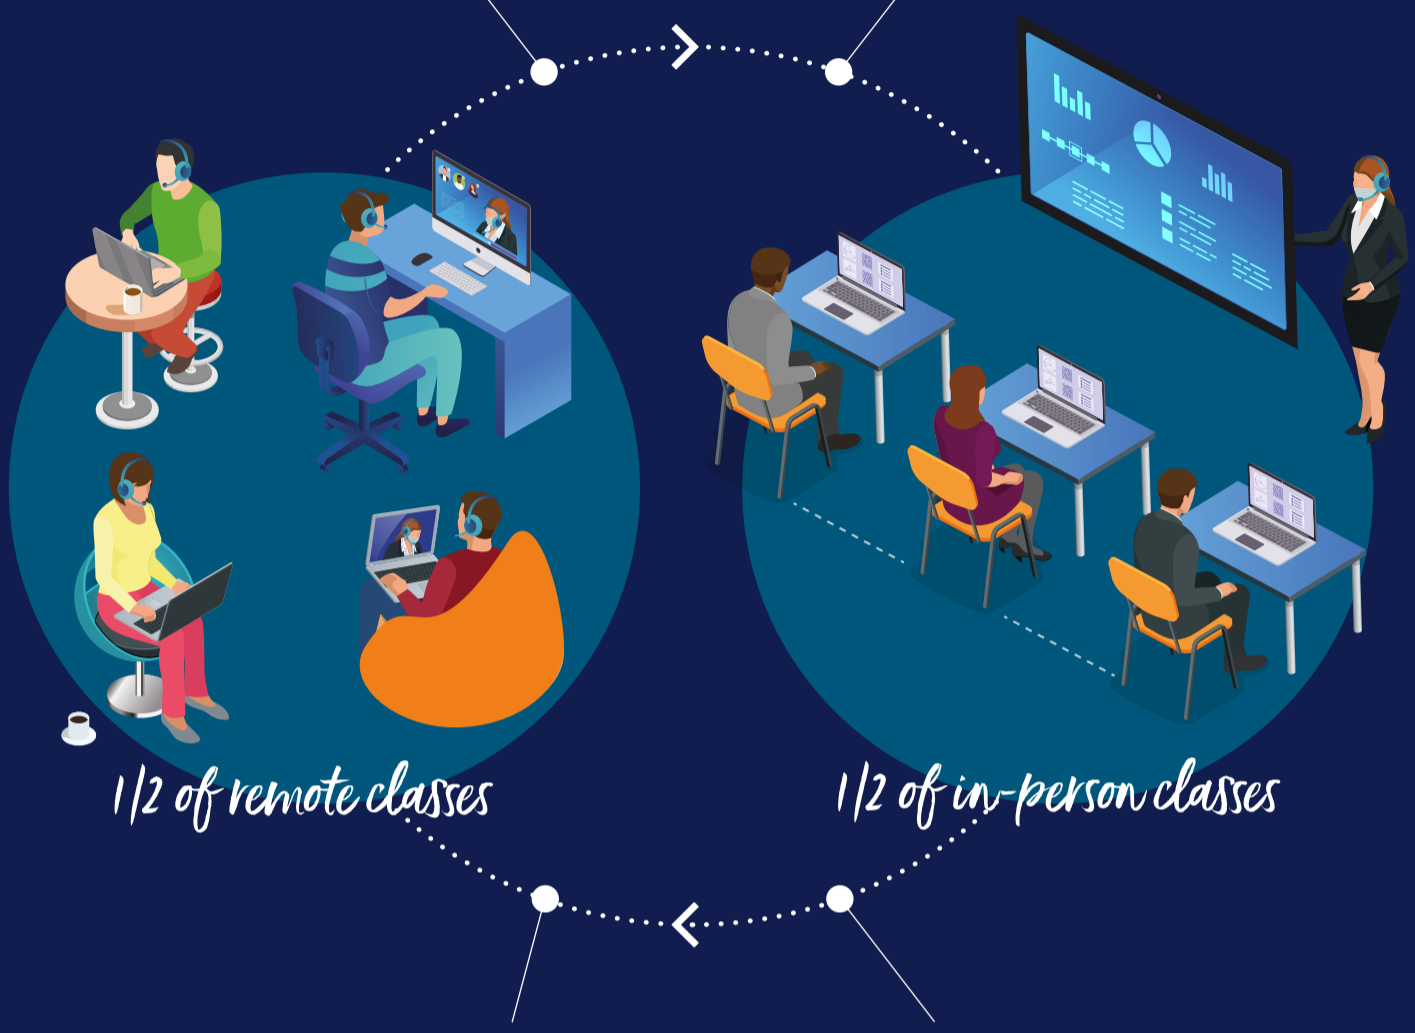 1/2 of remote classes
1/2 of in-person classes